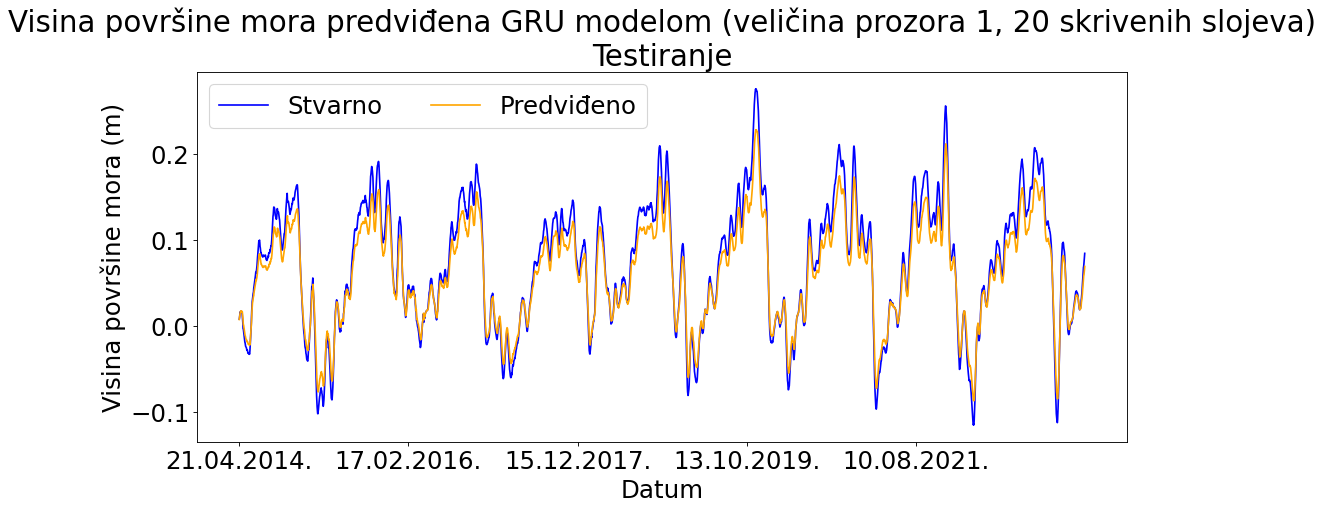 Visina površine mora predviđena GRU modelom (veličina prozora 1, 20 skrivenih slojeva)
Testiranje
Stvarno
Predviđeno
Visina površine mora (m)
0.2
0.1
0.0
−0.1
21.04.2014.
17.02.2016.
15.12.2017.
13.10.2019.
10.08.2021.
Datum